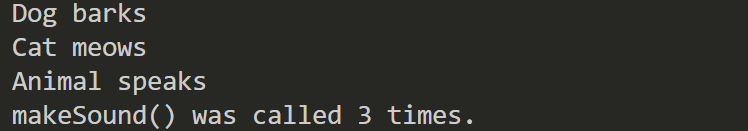 Dog barks
Cat meows
Animal speaks
makeSound() was called 3 times.